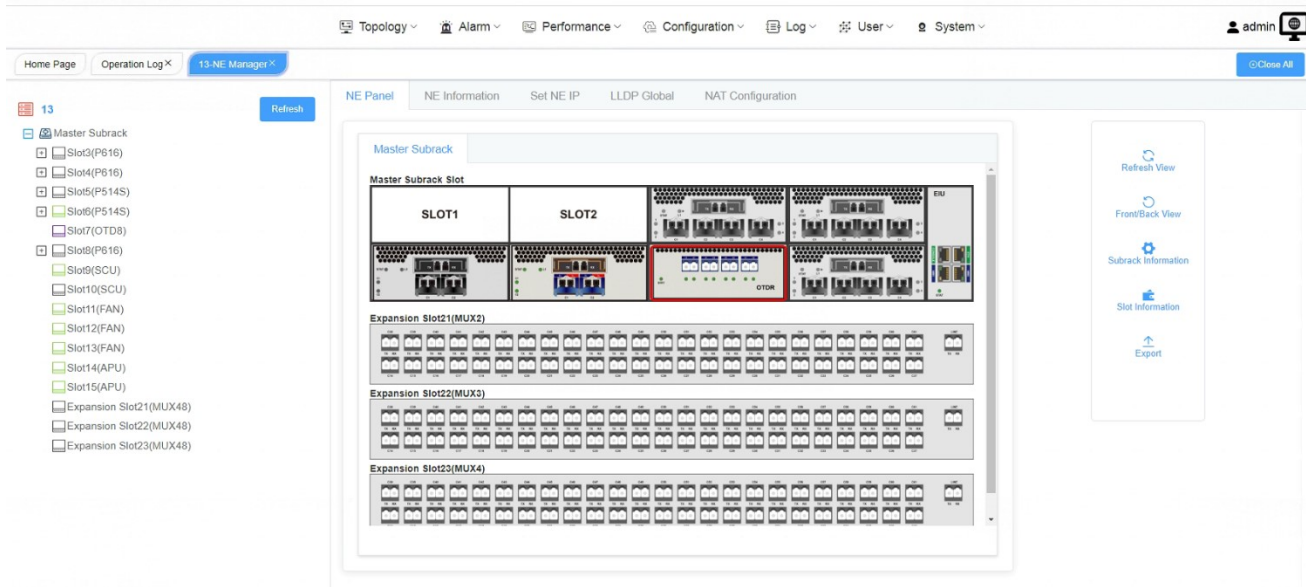 Topology Alarm Performance Configuration Log User System admin
Home Page Operation Log× 13-NE Manager× Close All
13 Refresh
Master Subrack
Slot3(P616)
Slot4(P616)
Slot5(P514S)
Slot6(P514S)
Slot7(OTD8)
Slot8(P616)
Slot9(SCU)
Slot10(SCU)
Slot11(FAN)
Slot12(FAN)
Slot13(FAN)
Slot14(APU)
Slot15(APU)
Expansion Slot21(MUX48)
Expansion Slot22(MUX48)
Expansion Slot23(MUX48)
NE Panel NE Information Set NE IP LLDP Global NAT Configuration
Master Subrack
Master Subrack Slot
SLOT1 SLOT2 EIU
OTDR
Expansion Slot21(MUX2)
Expansion Slot22(MUX3)
Expansion Slot23(MUX4)
Refresh View
Front/Back View
Subrack Information
Slot Information
Export